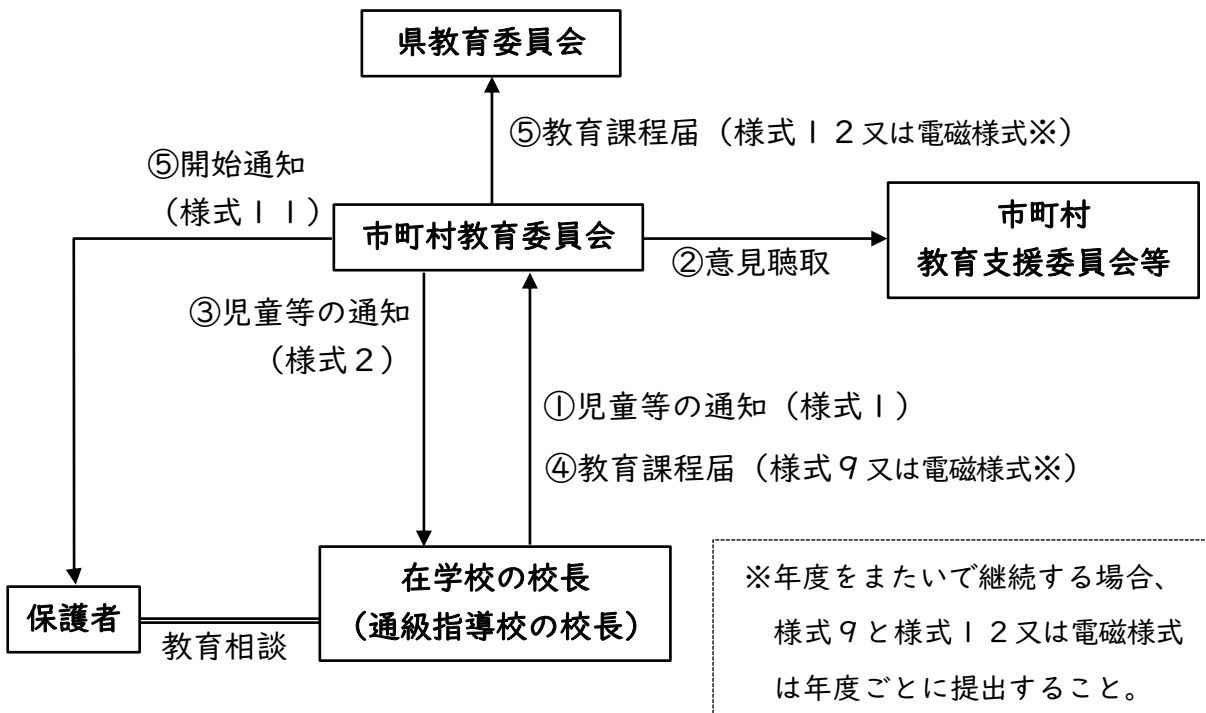 県教育委員会
⑤教育課程届(様式12又は電磁様式※)
⑤開始通知
(様式11)
市町村教育委員会
②意見聴取
市町村
教育支援委員会等
③児童等の通知
(様式2)
①児童等の通知(様式1)
④教育課程届(様式9又は電磁様式※)
保護者
教育相談
在学校の校長
(通級指導校の校長)
※年度をまたいで継続する場合、
様式9と様式12又は電磁様式
は年度ごとに提出すること。